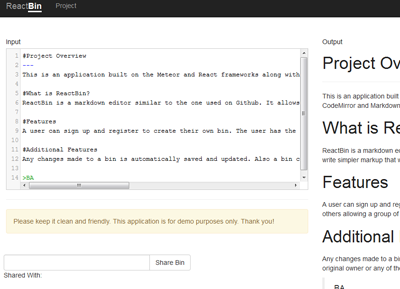 ReactBin Project
Input
1 #Project Overview
2 ---
3 This is an application built on the Meteor and React frameworks along with
4
5 #What is ReactBin?
6 ReactBin is a markdown editor similar to the one used on Github. It allows
7
8 #Features
9 A user can sign up and register to create their own bin. The user has the
10
11 #Additional Features
12 Any changes made to a bin is automatically saved and updated. Also a bin c
13
14 >BA
Please keep it clean and friendly. This application is for demo purposes only. Thank you!
Share Bin
Shared With:
Output
Project Ov
This is an application built
CodeMirror and Markdown
What is Re
ReactBin is a markdown e
write simpler markup that w
Features
A user can sign up and reg
others allowing a group of
Additional
Any changes made to a bin
original owner or any of the
BA